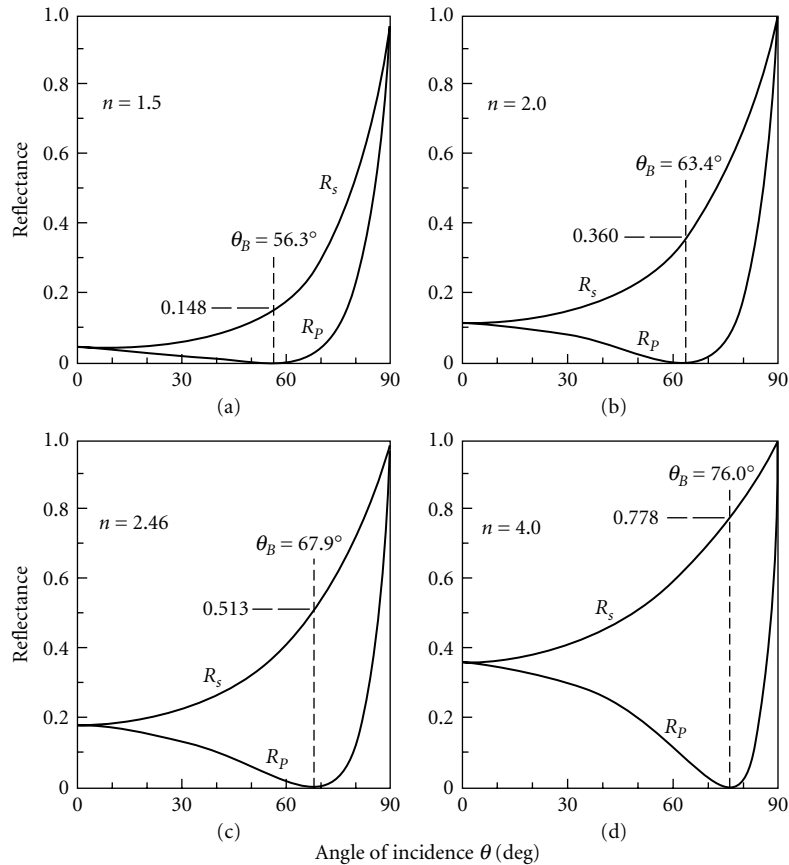 Reflectance
1.0
0.8
0.6
0.4
0.2
0
n = 1.5
R_s
θ_B = 56.3°
0.148
R_P
0
30
60
90
(a)
1.0
0.8
0.6
0.4
0.2
0
n = 2.0
θ_B = 63.4°
0.360
R_s
R_P
0
30
60
90
(b)
Reflectance
1.0
0.8
0.6
0.4
0.2
0
n = 2.46
θ_B = 67.9°
0.513
R_s
R_P
0
30
60
90
(c)
1.0
0.8
0.6
0.4
0.2
0
θ_B = 76.0°
0.778
n = 4.0
R_s
R_P
0
30
60
90
(d)
Angle of incidence θ (deg)